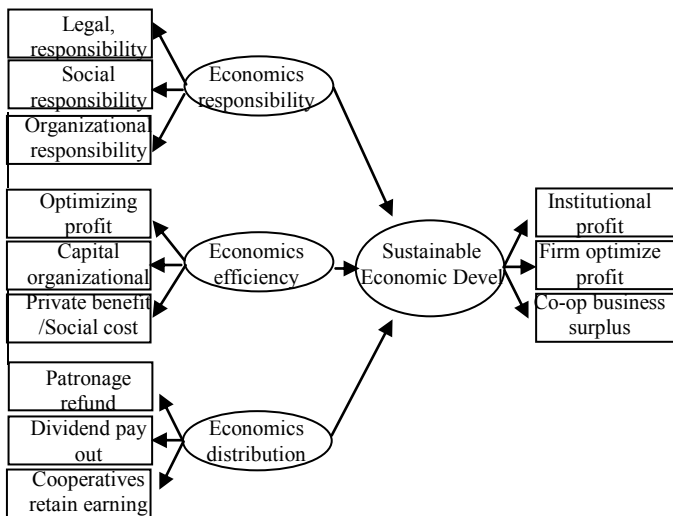 Legal,
responsibility
Social
responsibility
Organizational
responsibility
Economics
responsibility
Optimizing
profit
Capital
organizational
Private benefit
/Social cost
Economics
efficiency
Sustainable
Economic Devel
Institutional
profit
Firm optimize
profit
Co-op business
surplus
Patronage
refund
Dividend pay
out
Cooperatives
retain earning
Economics
distribution